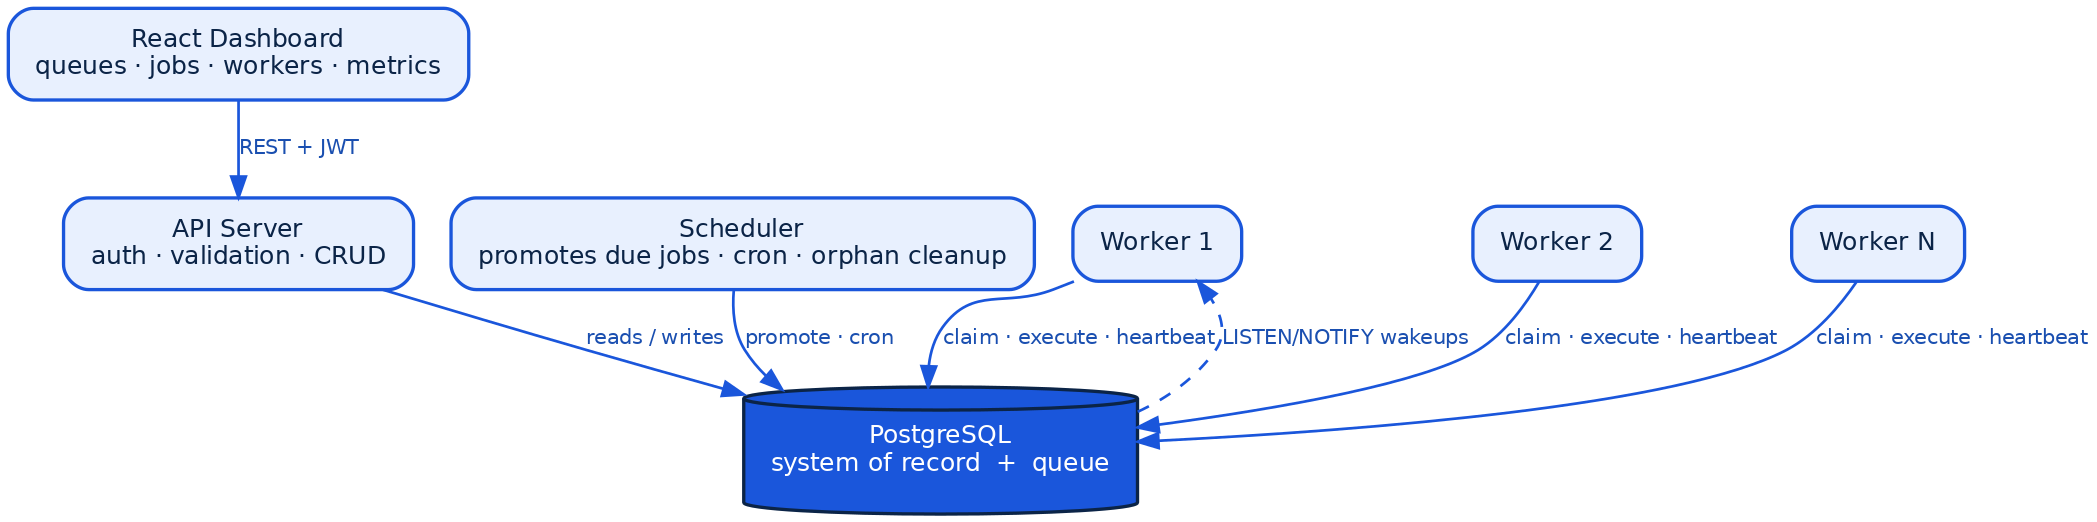 React Dashboard
queues · jobs · workers · metrics
REST + JWT
API Server
auth · validation · CRUD
Scheduler
promotes due jobs · cron · orphan cleanup
Worker 1
Worker 2
Worker N
reads / writes
promote · cron
claim · execute · heartbeat
LISTEN/NOTIFY wakeups
claim · execute · heartbeat
claim · execute · heartbeat
PostgreSQL
system of record + queue